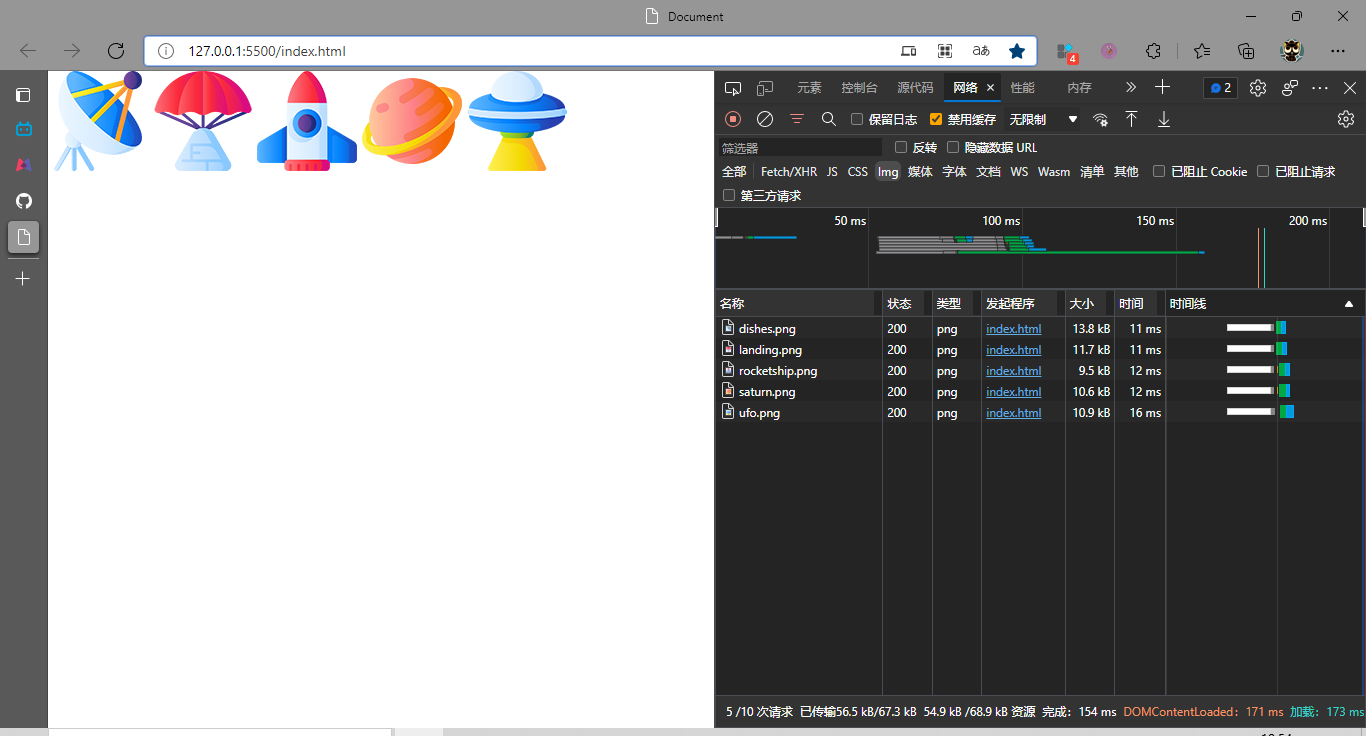 Document
127.0.0.1:5500/index.html
aあ
4
元素 控制台 源代码 网络 性能 内存 2
保留日志 禁用缓存 无限制
筛选器 反转 隐藏数据 URL
全部 Fetch/XHR JS CSS Img 媒体 字体 文档 WS Wasm 清单 其他 已阻止 Cookie 已阻止请求
第三方请求
50 ms 100 ms 150 ms 200 ms
名称 状态 类型 发起程序 大小 时间 时间线
dishes.png 200 png index.html 13.8 kB 11 ms
landing.png 200 png index.html 11.7 kB 11 ms
rocketship.png 200 png index.html 9.5 kB 12 ms
saturn.png 200 png index.html 10.6 kB 12 ms
ufo.png 200 png index.html 10.9 kB 16 ms
5 /10 次请求 已传输56.5 kB/67.3 kB 54.9 kB /68.9 kB 资源 完成：154 ms DOMContentLoaded：171 ms 加载：173 ms